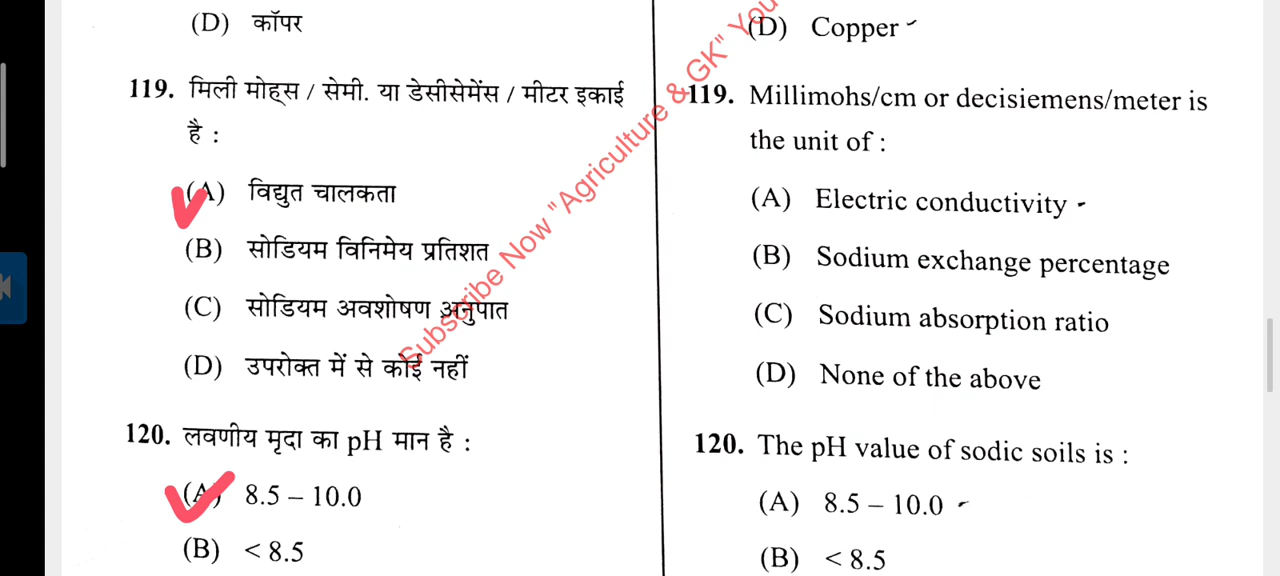 (D) कॉपर
119. मिली मोह्स / सेमी. या डेसीसेमेंस / मीटर इकाई
है :
(A) विद्युत चालकता
(B) सोडियम विनिमेय प्रतिशत
(C) सोडियम अवशोषण अनुपात
(D) उपरोक्त में से कोई नहीं
120. लवणीय मृदा का pH मान है :
(A) 8.5 – 10.0
(B) < 8.5
(D) Copper
119. Millimohs/cm or decisiemens/meter is
the unit of :
(A) Electric conductivity
(B) Sodium exchange percentage
(C) Sodium absorption ratio
(D) None of the above
120. The pH value of sodic soils is :
(A) 8.5 – 10.0
(B) < 8.5
Subscribe Now "Agriculture & GK" You